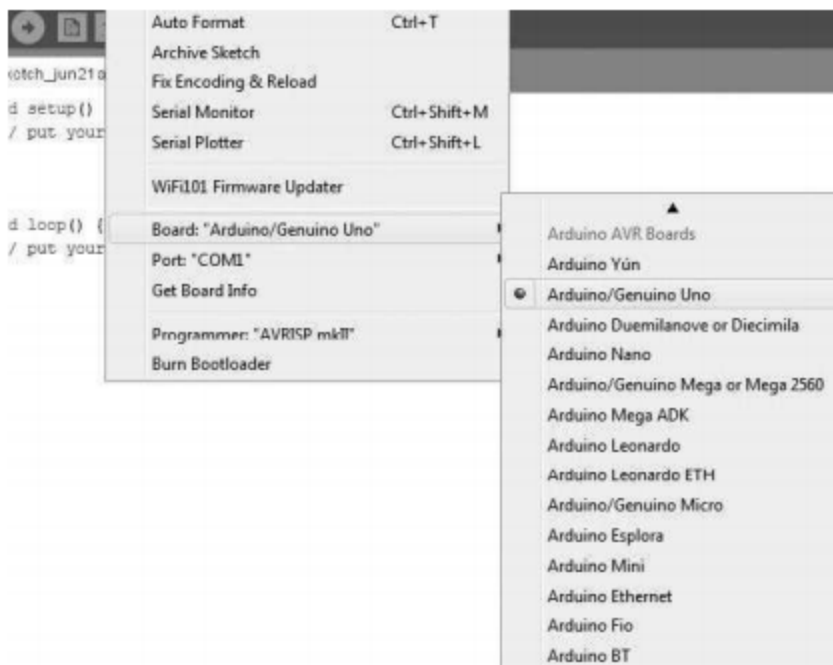 Auto Format Ctrl+T
Archive Sketch
sketch_jun21a
Fix Encoding & Reload
d setup()
Serial Monitor Ctrl+Shift+M
/ put your
Serial Plotter Ctrl+Shift+L
WiFi101 Firmware Updater
d loop() {
Board: "Arduino/Genuino Uno"
/ put your
Port: "COM1"
Get Board Info
Programmer: "AVRISP mkII"
Burn Bootloader
Arduino AVR Boards
Arduino Yún
Arduino/Genuino Uno
Arduino Duemilanove or Diecimila
Arduino Nano
Arduino/Genuino Mega or Mega 2560
Arduino Mega ADK
Arduino Leonardo
Arduino Leonardo ETH
Arduino/Genuino Micro
Arduino Esplora
Arduino Mini
Arduino Ethernet
Arduino Fio
Arduino BT